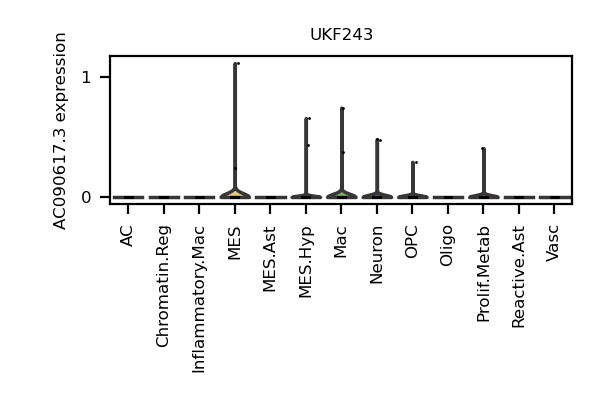 UKF243
AC090617.3 expression
1
0
AC
Chromatin.Reg
Inflammatory.Mac
MES
MES.Ast
MES.Hyp
Mac
Neuron
OPC
Oligo
Prolif.Metab
Reactive.Ast
Vasc